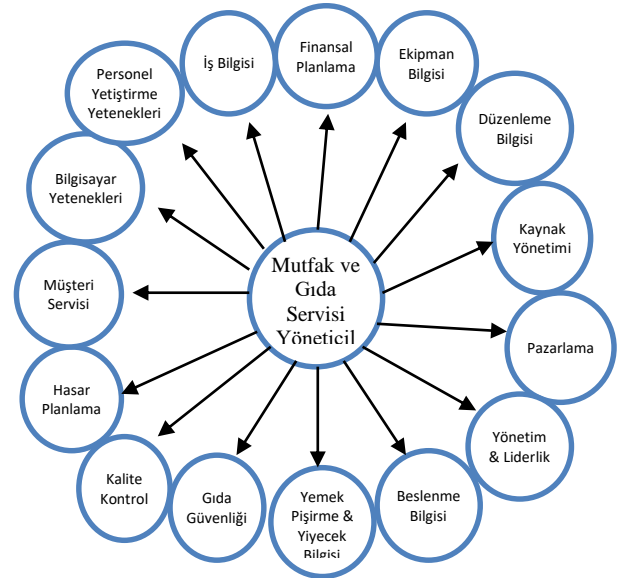 Finansal
Planlama
Ekipman
Bilgisi
Düzenleme
Bilgisi
Kaynak
Yönetimi
Pazarlama
Yönetim
& Liderlik
Beslenme
Bilgisi
Yemek
Pişirme &
Yiyecek
Bilgisi
Gıda
Güvenliği
Kalite
Kontrol
Hasar
Planlama
Müşteri
Servisi
Bilgisayar
Yetenekleri
Personel
Yetiştirme
Yetenekleri
İş Bilgisi
Mutfak ve
Gıda
Servisi
Yöneticil